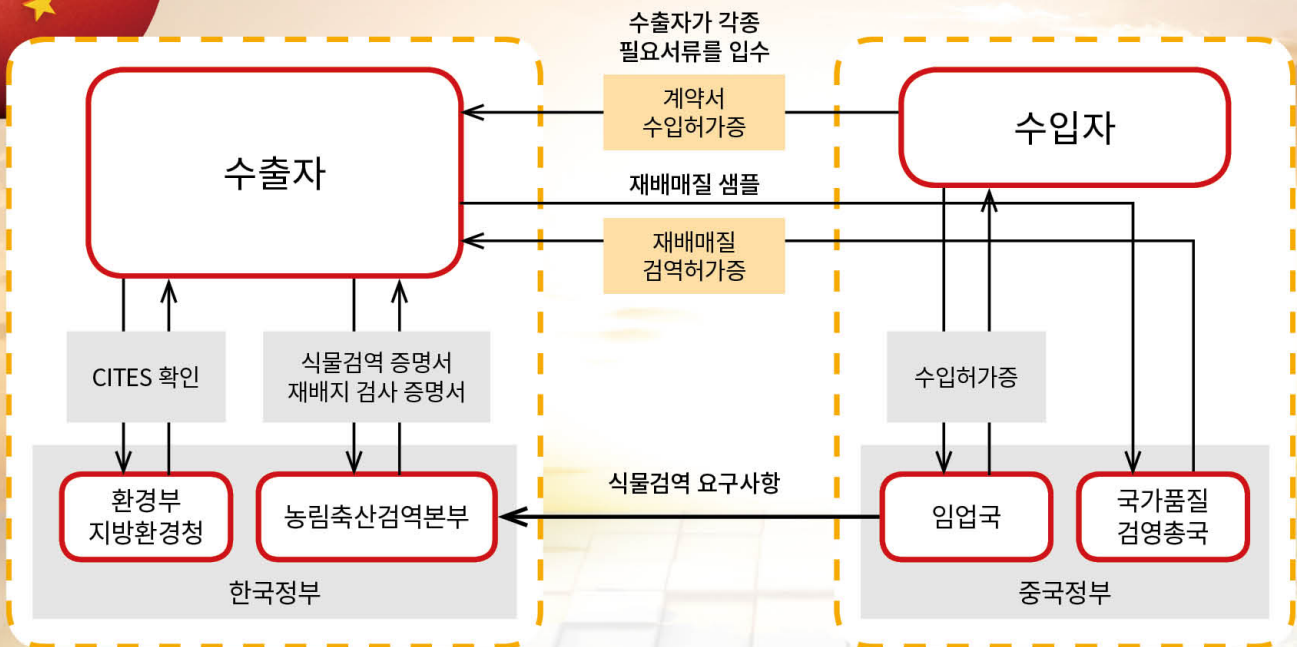 수출자가 각종
필요서류를 입수
계약서
수입허가증
수출자
수입자
재배매질 샘플
재배매질
검역허가증
CITES 확인
식물검역 증명서
재배지 검사 증명서
수입허가증
식물검역 요구사항
환경부
지방환경청
농림축산검역본부
임업국
국가품질
검영총국
한국정부
중국정부